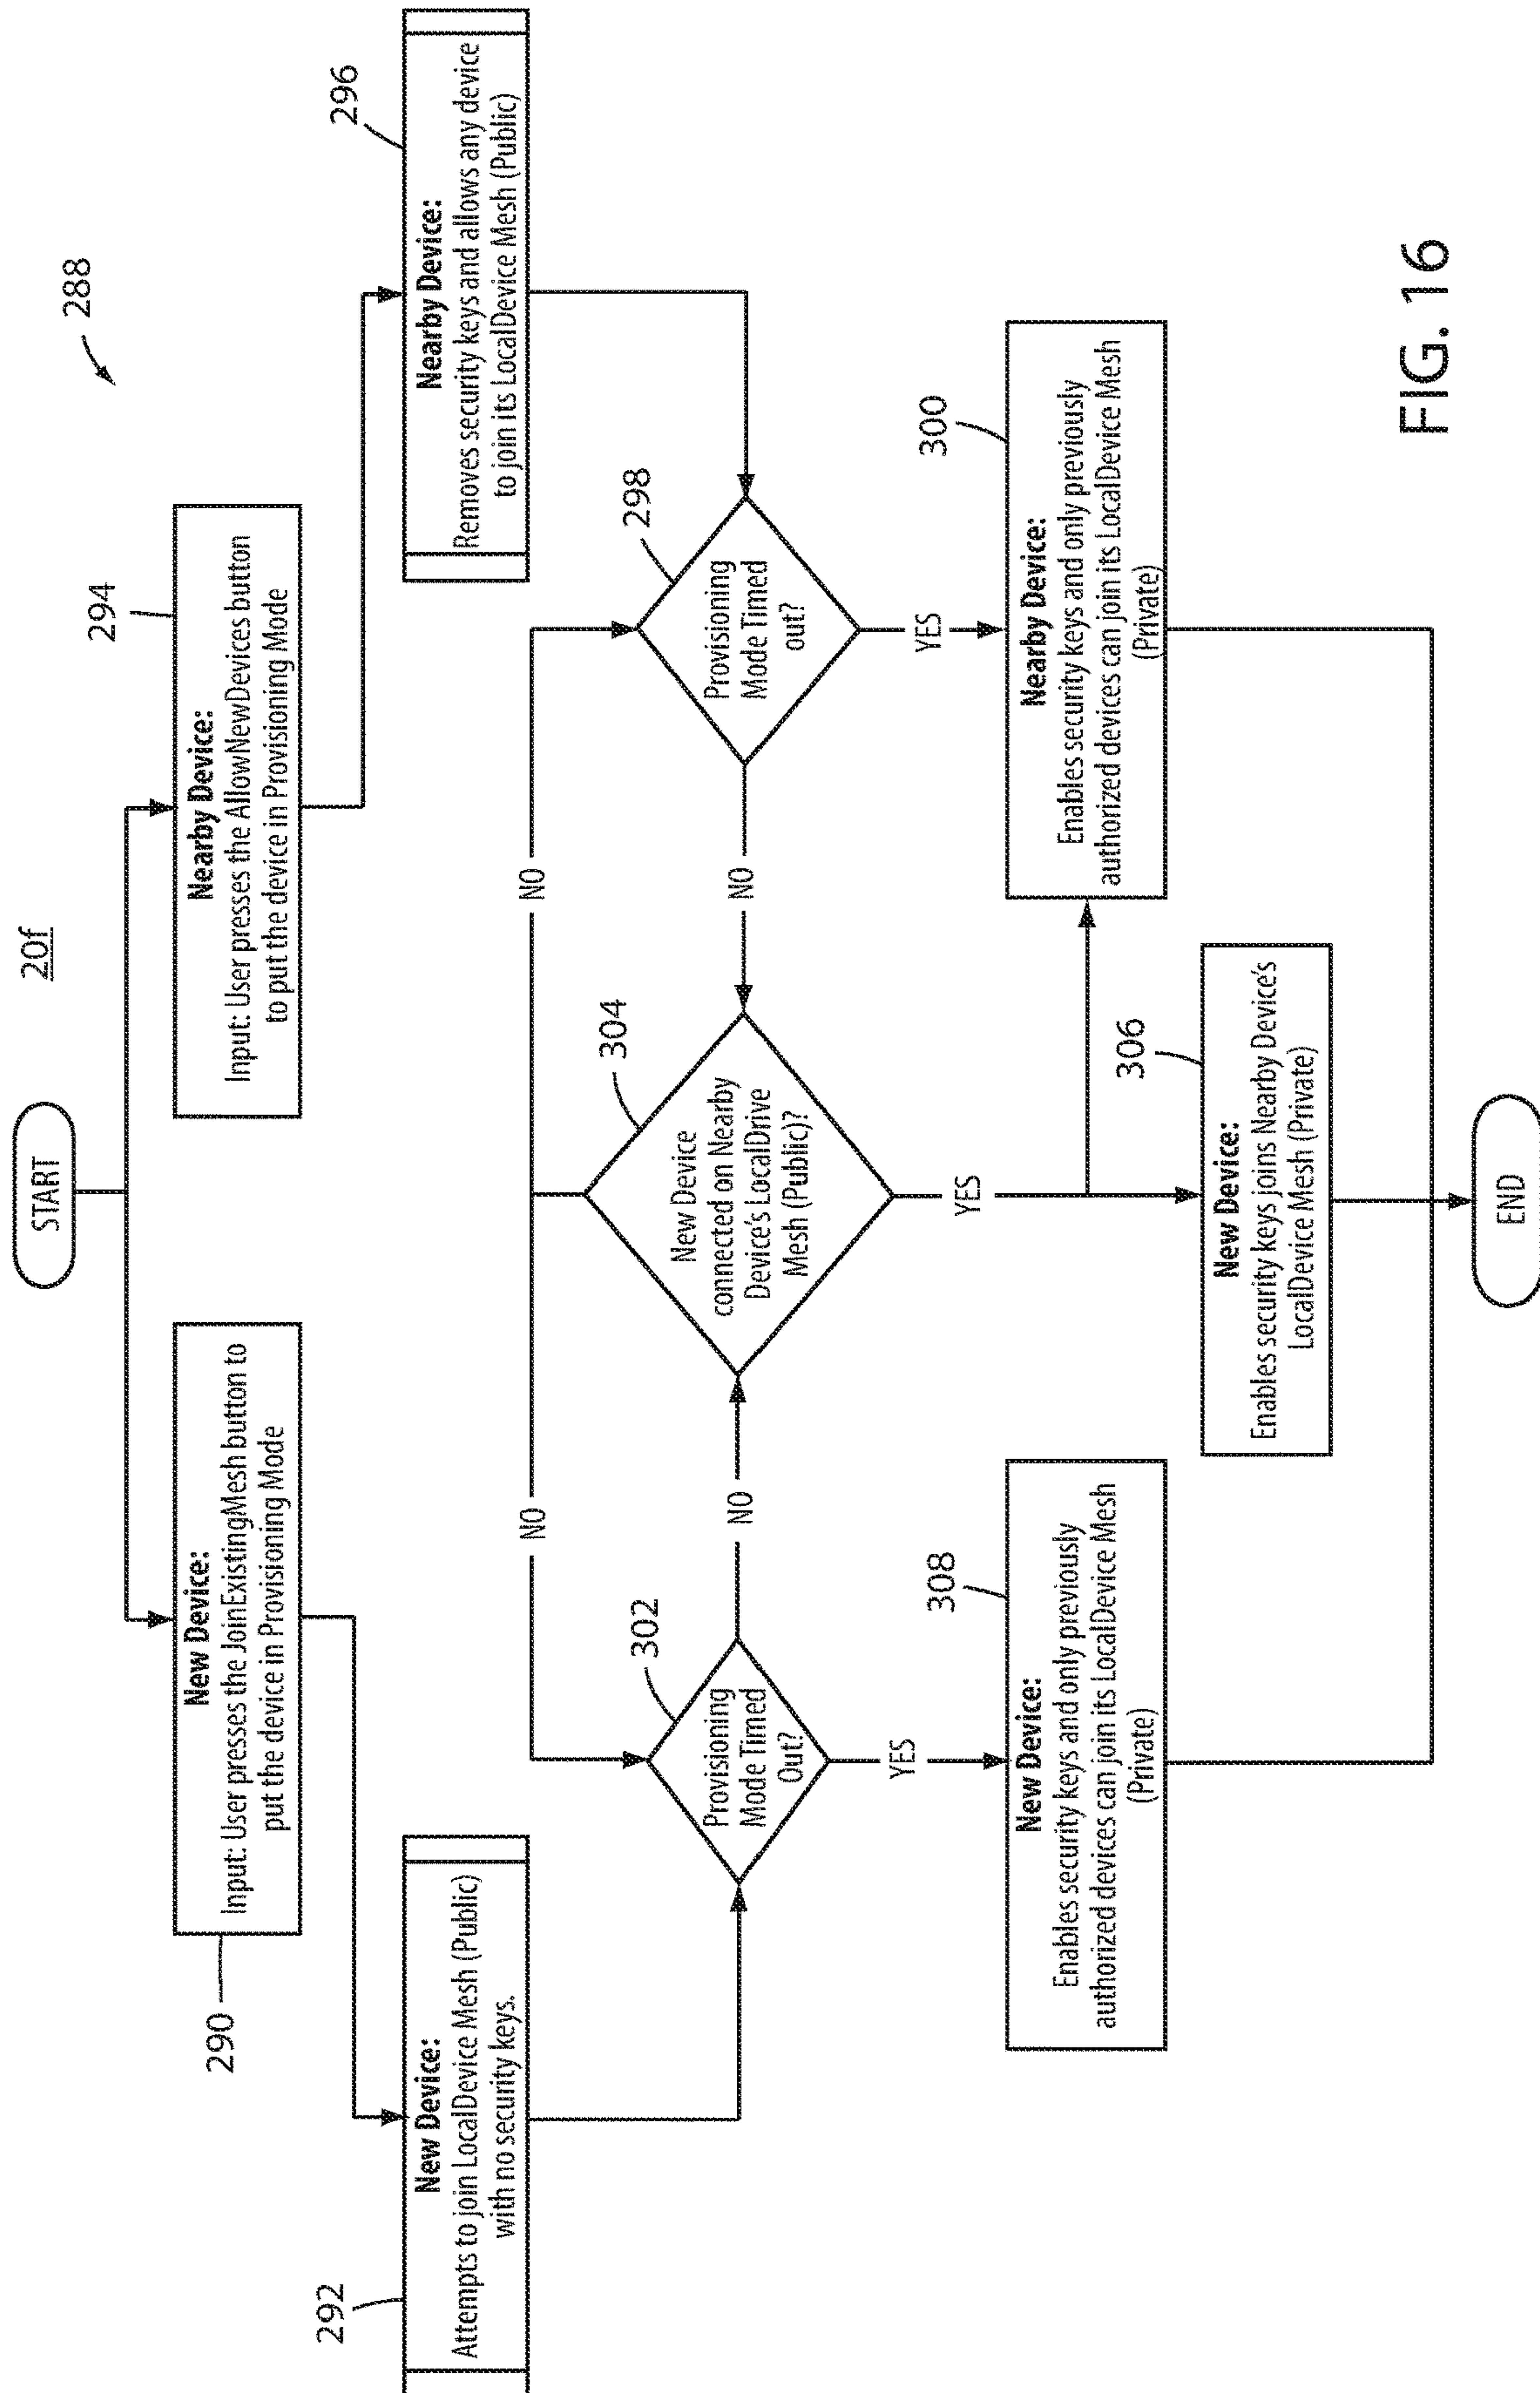 20f
288
START
290
New Device:
Input: User presses the JoinExistingMesh button to
put the device in Provisioning Mode
294
Nearby Device:
Input: User presses the AllowNewDevices button
to put the device in Provisioning Mode
292
New Device:
Attempts to join LocalDevice Mesh (Public)
with no security keys.
296
Nearby Device:
Removes security keys and allows any device
to join its LocalDevice Mesh (Public)
NO
NO
302
Provisioning
Mode Timed
Out?
NO
304
New Device
connected on Nearby
Device's LocalDrive
Mesh (Public)?
NO
298
Provisioning
Mode Timed
out?
YES
YES
YES
308
New Device:
Enables security keys and only previously
authorized devices can join its LocalDevice Mesh
(Private)
300
Nearby Device:
Enables security keys and only previously
authorized devices can join its LocalDevice Mesh
(Private)
306
New Device:
Enables security keys joins Nearby Device's
LocalDevice Mesh (Private)
END
FIG. 16